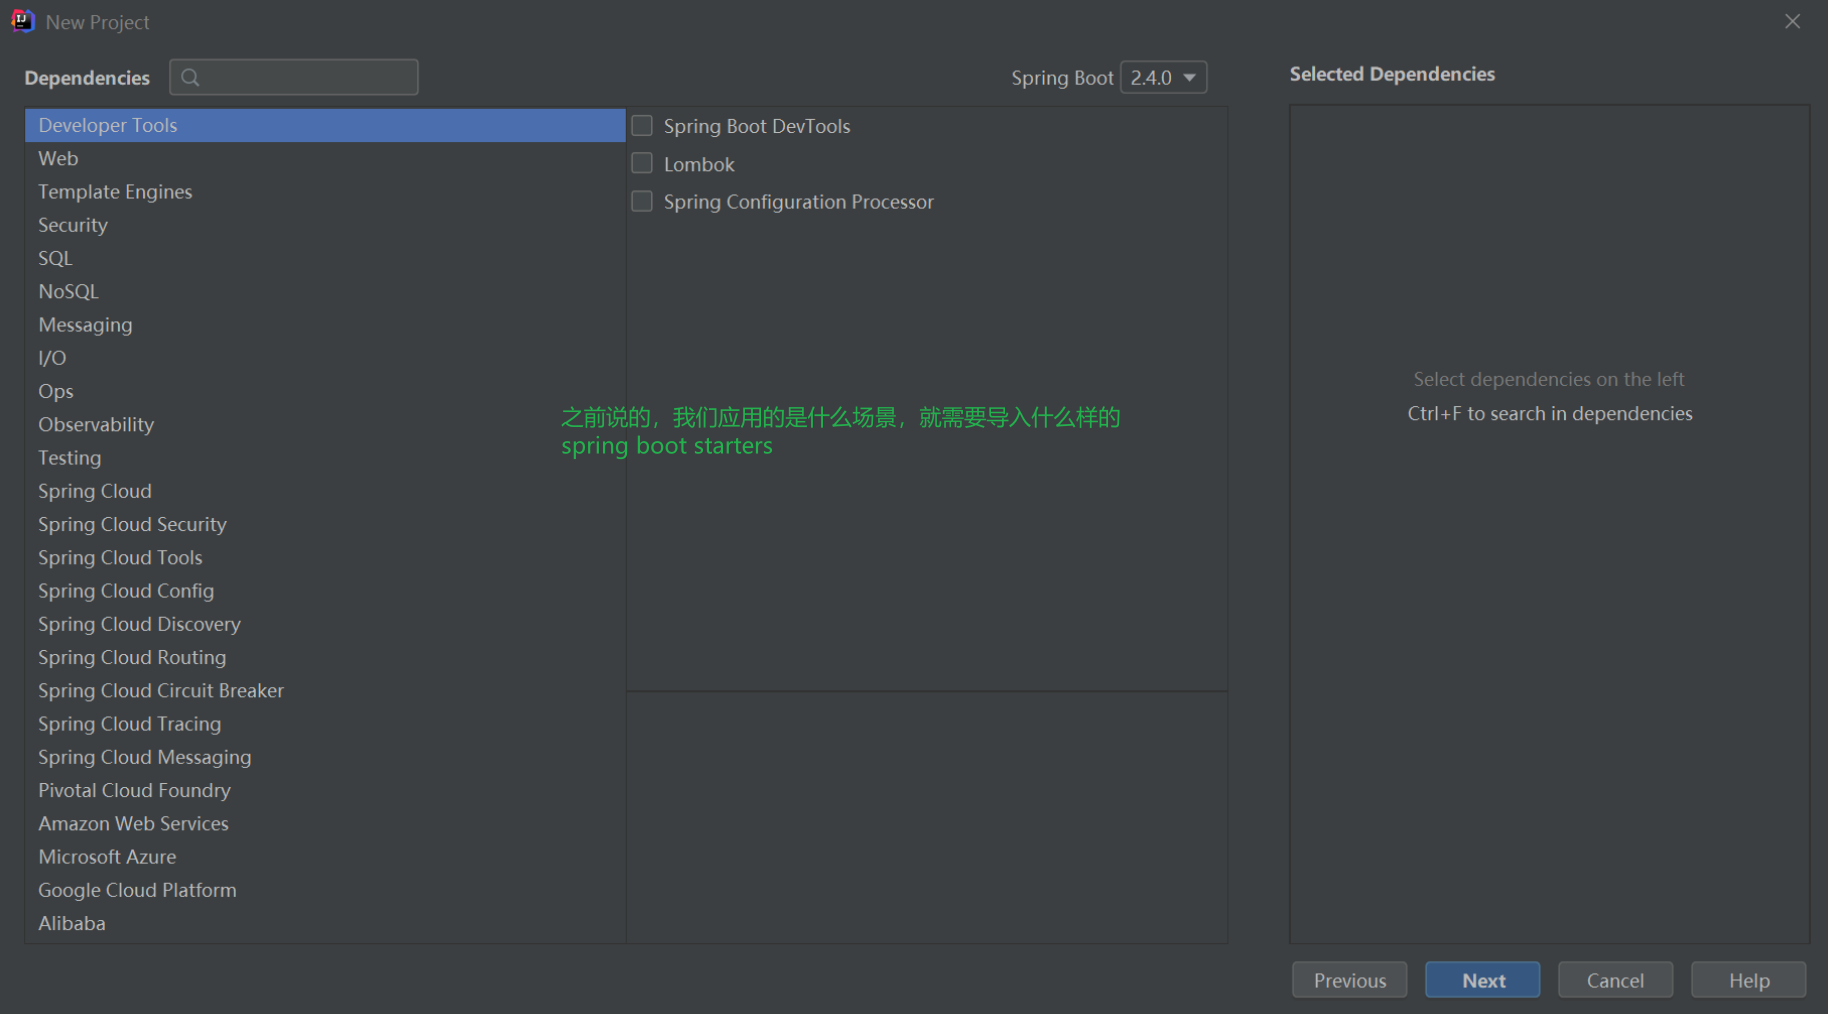 New Project
Dependencies
Spring Boot 2.4.0
Selected Dependencies
Developer Tools
Web
Template Engines
Security
SQL
NoSQL
Messaging
I/O
Ops
Observability
Testing
Spring Cloud
Spring Cloud Security
Spring Cloud Tools
Spring Cloud Config
Spring Cloud Discovery
Spring Cloud Routing
Spring Cloud Circuit Breaker
Spring Cloud Tracing
Spring Cloud Messaging
Pivotal Cloud Foundry
Amazon Web Services
Microsoft Azure
Google Cloud Platform
Alibaba
Spring Boot DevTools
Lombok
Spring Configuration Processor
之前说的，我们应用的是什么场景，就需要导入什么样的
spring boot starters
Select dependencies on the left
Ctrl+F to search in dependencies
Previous
Next
Cancel
Help